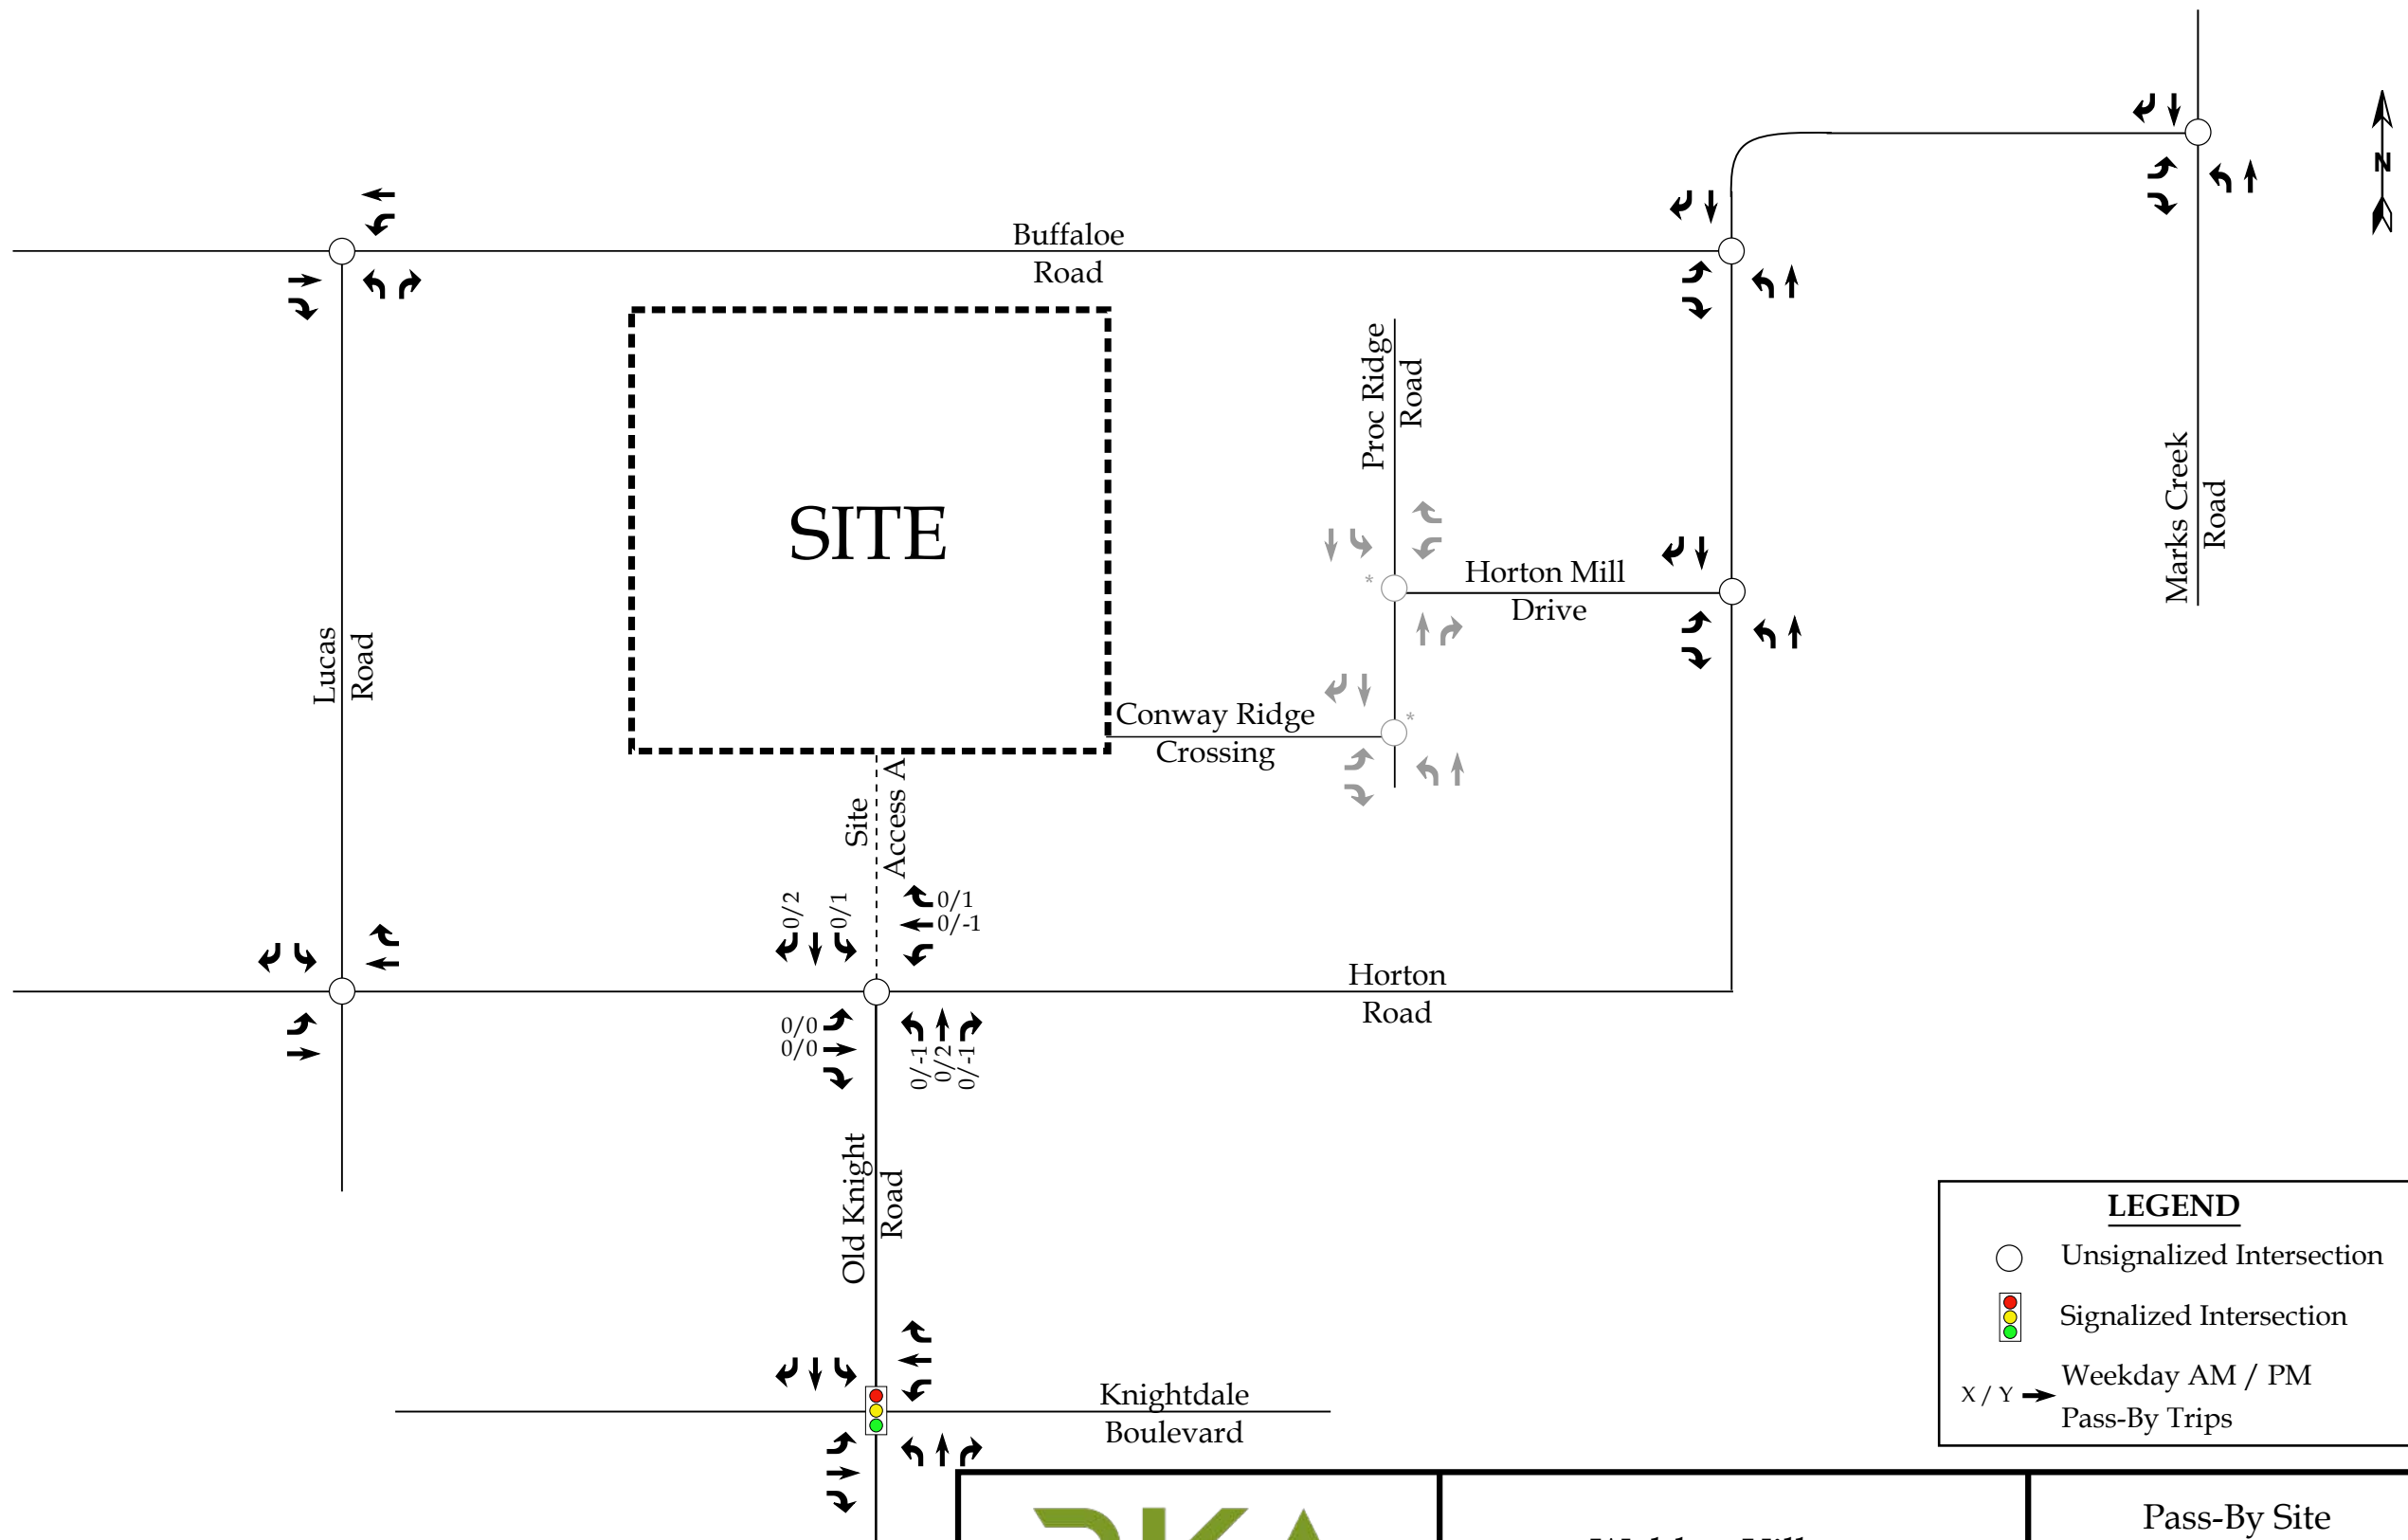 N
Buffaloe
Road
Proc Ridge
Road
Marks Creek
Road
SITE
*
Horton Mill
Drive
Lucas
Road
Conway Ridge
*
Crossing
Site
Access A
0/2
0/1
0/1
0/-1
Horton
Road
0/0
0/0
0/-1
0/2
0/-1
Old Knight
Road
Knightdale
Boulevard
LEGEND
Unsignalized Intersection
Signalized Intersection
X / Y
Weekday AM / PM
Pass-By Trips
Pass-By Site